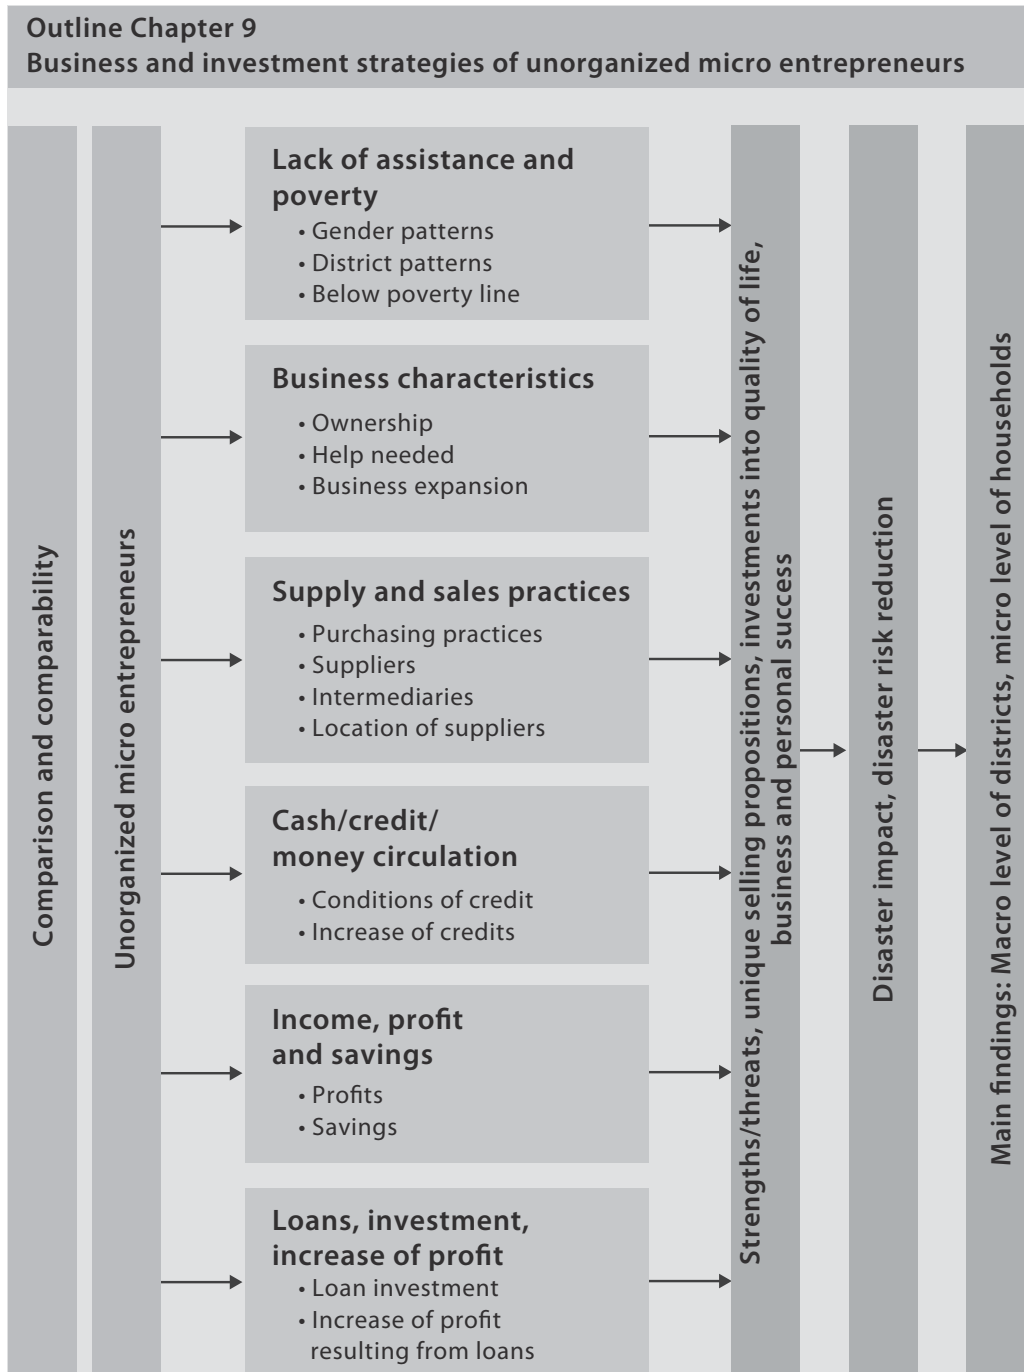 Outline Chapter 9
Business and investment strategies of unorganized micro entrepreneurs
Comparison and comparability
Unorganized micro entrepreneurs
Lack of assistance and
poverty
• Gender patterns
• District patterns
• Below poverty line
Business characteristics
• Ownership
• Help needed
• Business expansion
Supply and sales practices
• Purchasing practices
• Suppliers
• Intermediaries
• Location of suppliers
Cash/credit/
money circulation
• Conditions of credit
• Increase of credits
Income, profit
and savings
• Profits
• Savings
Loans, investment,
increase of profit
• Loan investment
• Increase of profit
resulting from loans
Strengths/threats, unique selling propositions, investments into quality of life,
business and personal success
Disaster impact, disaster risk reduction
Main findings: Macro level of districts, micro level of households